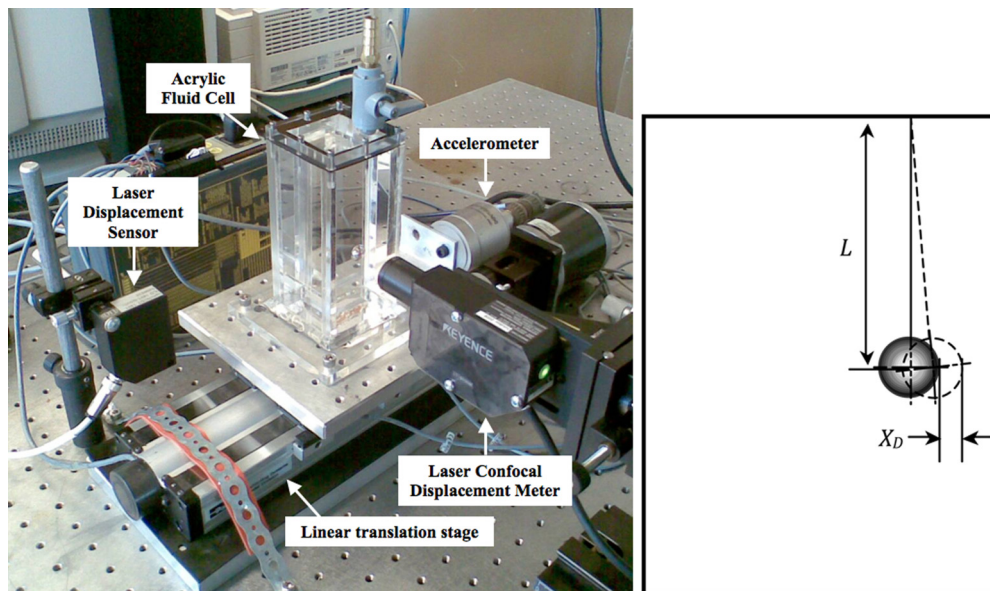 Acrylic
Fluid Cell
Accelerometer
Laser
Displacement
Sensor
KEYENCE
Laser Confocal
Displacement Meter
Linear translation stage
L
X_D